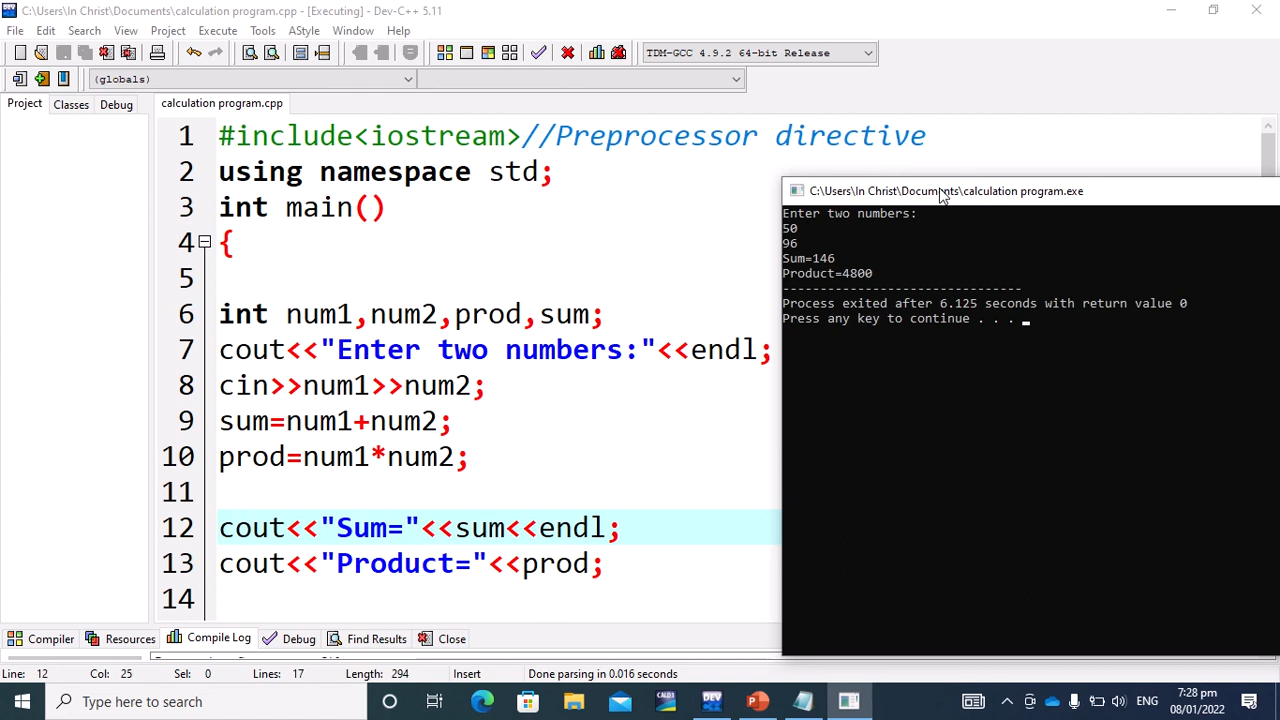 C:\Users\In Christ\Documents\calculation program.cpp - [Executing] - Dev-C++ 5.11
File Edit Search View Project Execute Tools AStyle Window Help
TDM-GCC 4.9.2 64-bit Release
(globals)
Project Classes Debug
calculation program.cpp
1 #include<iostream>//Preprocessor directive
2 using namespace std;
3 int main()
4 {
5
6 int num1,num2,prod,sum;
7 cout<<"Enter two numbers:"<<endl;
8 cin>>num1>>num2;
9 sum=num1+num2;
10 prod=num1*num2;
11
12 cout<<"Sum="<<sum<<endl;
13 cout<<"Product="<<prod;
14
C:\Users\In Christ\Documents\calculation program.exe
Enter two numbers:
50
96
Sum=146
Product=4800
--------------------------------
Process exited after 6.125 seconds with return value 0
Press any key to continue . . .
Compiler Resources Compile Log Debug Find Results Close
Line: 12 Col: 25 Sel: 0 Lines: 17 Length: 294 Insert Done parsing in 0.016 seconds
Type here to search
ENG
7:28 pm
08/01/2022